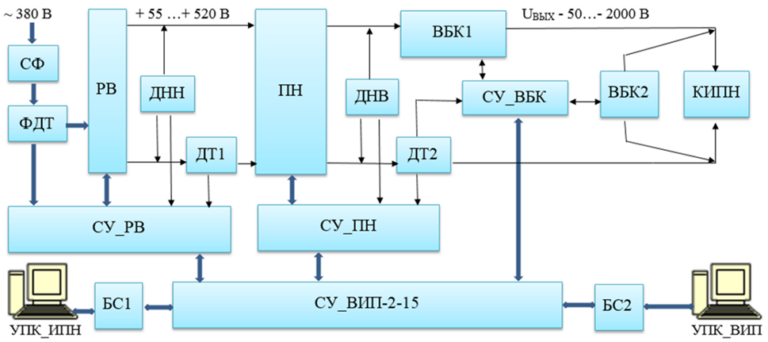 ~ 380 В
+ 55 ...+ 520 В
UВЫХ - 50...- 2000 В
СФ
РВ
ПН
ВБК1
ДНН
ДНВ
СУ_ВБК
ВБК2
КИПН
ФДТ
ДТ1
ДТ2
СУ_РВ
СУ_ПН
БС1
СУ_ВИП-2-15
БС2
УПК_ИПН
УПК_ВИП